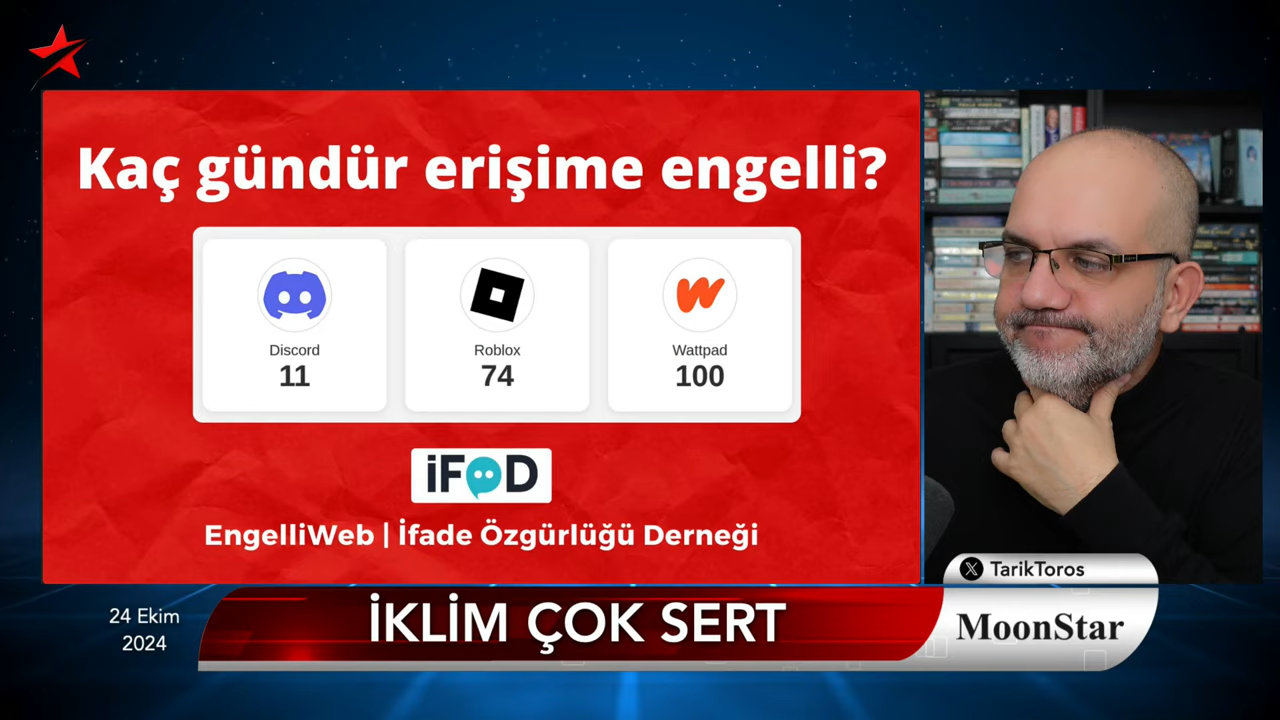 Kaç gündür erişime engelli?
Discord
11
Roblox
74
Wattpad
100
iFOD
EngelliWeb | İfade Özgürlüğü Derneği
TarikToros
24 Ekim
2024
İKLİM ÇOK SERT
MoonStar